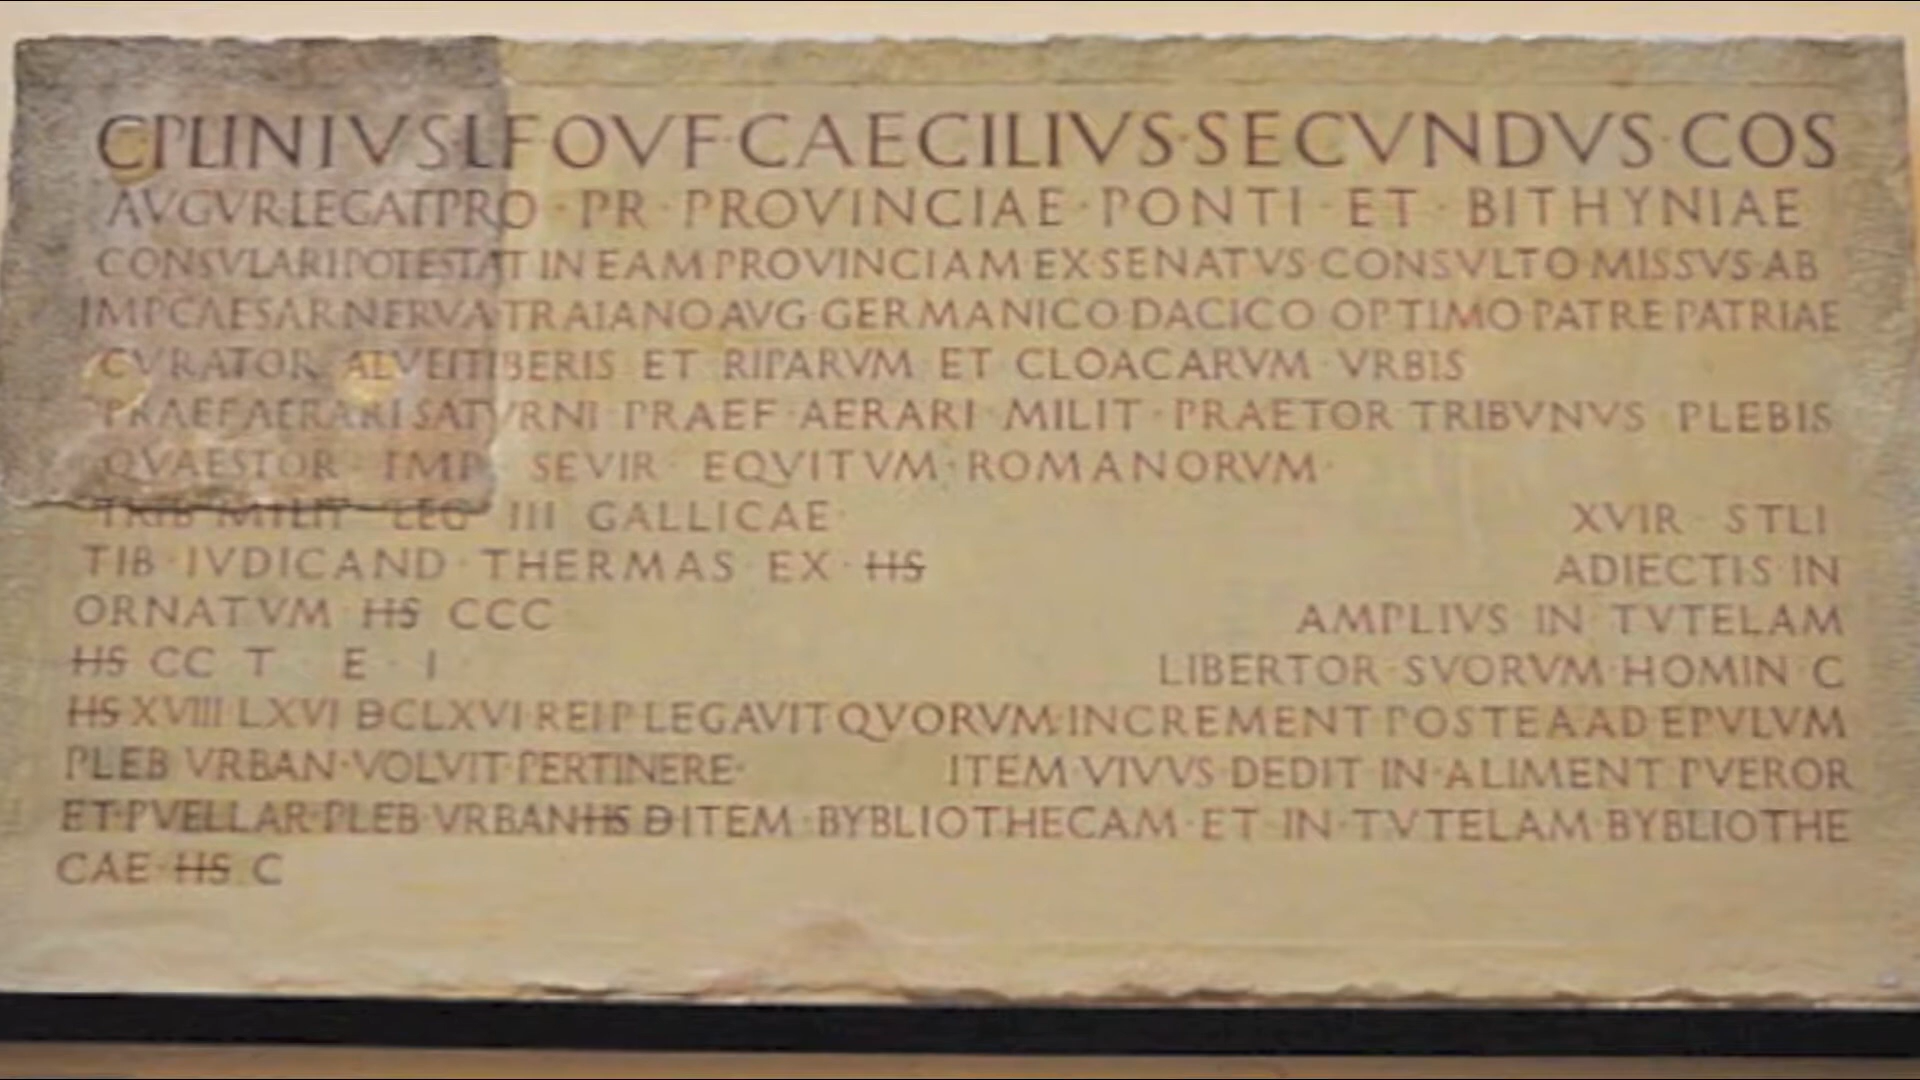 C PLINIVS L F OVF CAECILIVS SECVNDVS COS
AVGVR LEGAT PRO PR PROVINCIAE PONTI ET BITHYNIAE
CONSVLARI POTESTAT IN EAM PROVINCIAM EX SENATVS CONSVLTO MISSVS AB
IMP CAESAR NERVA TRAIANO AVG GERMANICO DACICO OPTIMO PATRE PATRIAE
CVRATOR ALVEI TIBERIS ET RIPARVM ET CLOACARVM VRBIS
PRAEF AERARI SATVRNI PRAEF AERARI MILIT PRAETOR TRIBVNVS PLEBIS
QVAESTOR IMP SEVIR EQVITVM ROMANORVM
TRIB MILIT LEG III GALLICAE XVIR STLI
TIB IVDICAND THERMAS EX HS ADIECTIS IN
ORNATVM HS CCC AMPLIVS IN TVTELAM
HS CC T E I LIBERTOR SVORVM HOMIN C
HS XVIII LXVI DCLXVI REI P LEGAVIT QVORVM INCREMENT POSTEA AD EPVLVM
PLEB VRBAN VOLVIT PERTINERE ITEM VIVVS DEDIT IN ALIMENT PVEROR
ET PVELLAR PLEB VRBAN HS D ITEM BYBLIOTHECAM ET IN TVTELAM BYBLIOTHE
CAE HS C